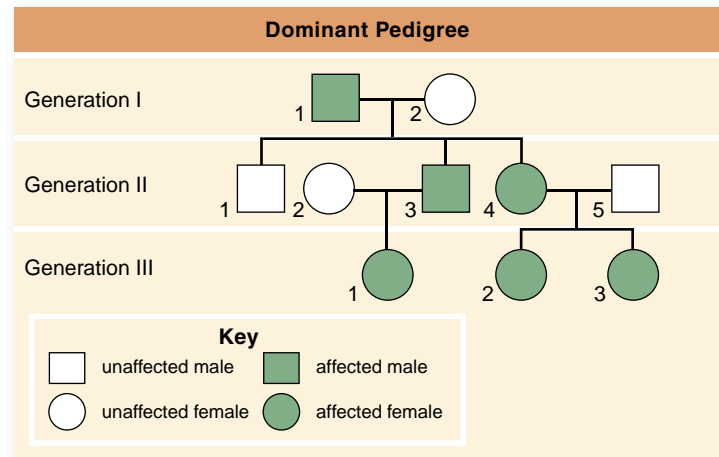 Dominant Pedigree
Generation I
1 2
Generation II
1 2 3 4 5
Generation III
1 2 3
Key
unaffected male affected male
unaffected female affected female